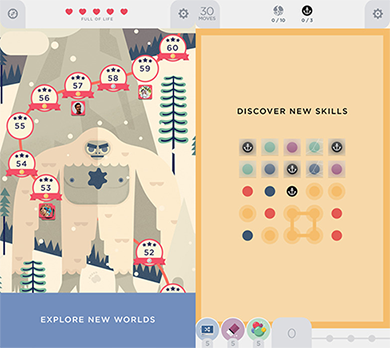 FULL OF LIFE
60
59
58
57
56
55
54
53
52
EXPLORE NEW WORLDS
30
MOVES
0 / 10
0 / 3
DISCOVER NEW SKILLS
5
5
5
0